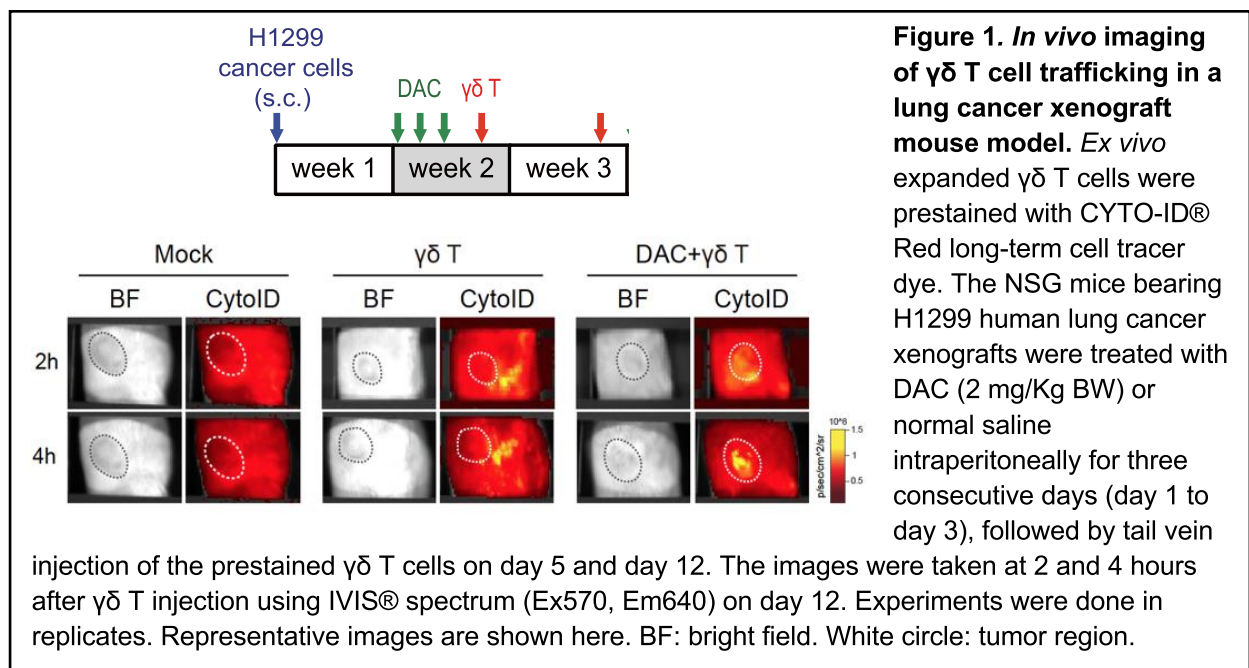 H1299
cancer cells
(s.c.)
DAC
γδ T
week 1
week 2
week 3
Mock
γδ T
DAC+γδ T
BF
CytoID
BF
CytoID
BF
CytoID
2h
4h
10^8
1.5
1
0.5
p/sec/cm^2/sr
Figure 1. In vivo imaging
of γδ T cell trafficking in a
lung cancer xenograft
mouse model. Ex vivo
expanded γδ T cells were
prestained with CYTO-ID®
Red long-term cell tracer
dye. The NSG mice bearing
H1299 human lung cancer
xenografts were treated with
DAC (2 mg/Kg BW) or
normal saline
intraperitoneally for three
consecutive days (day 1 to
day 3), followed by tail vein
injection of the prestained γδ T cells on day 5 and day 12. The images were taken at 2 and 4 hours
after γδ T injection using IVIS® spectrum (Ex570, Em640) on day 12. Experiments were done in
replicates. Representative images are shown here. BF: bright field. White circle: tumor region.